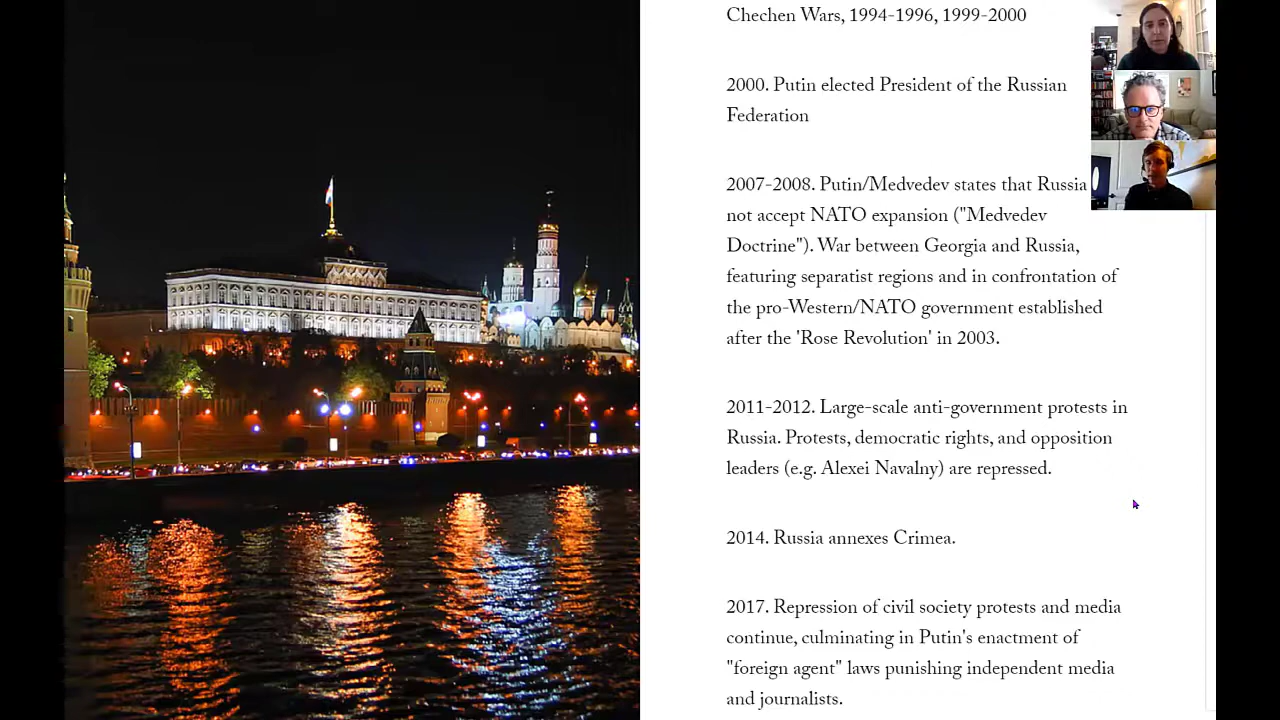 Chechen Wars, 1994-1996, 1999-2000
2000. Putin elected President of the Russian
Federation
2007-2008. Putin/Medvedev states that Russia
not accept NATO expansion ("Medvedev
Doctrine"). War between Georgia and Russia,
featuring separatist regions and in confrontation of
the pro-Western/NATO government established
after the 'Rose Revolution' in 2003.
2011-2012. Large-scale anti-government protests in
Russia. Protests, democratic rights, and opposition
leaders (e.g. Alexei Navalny) are repressed.
2014. Russia annexes Crimea.
2017. Repression of civil society protests and media
continue, culminating in Putin's enactment of
"foreign agent" laws punishing independent media
and journalists.